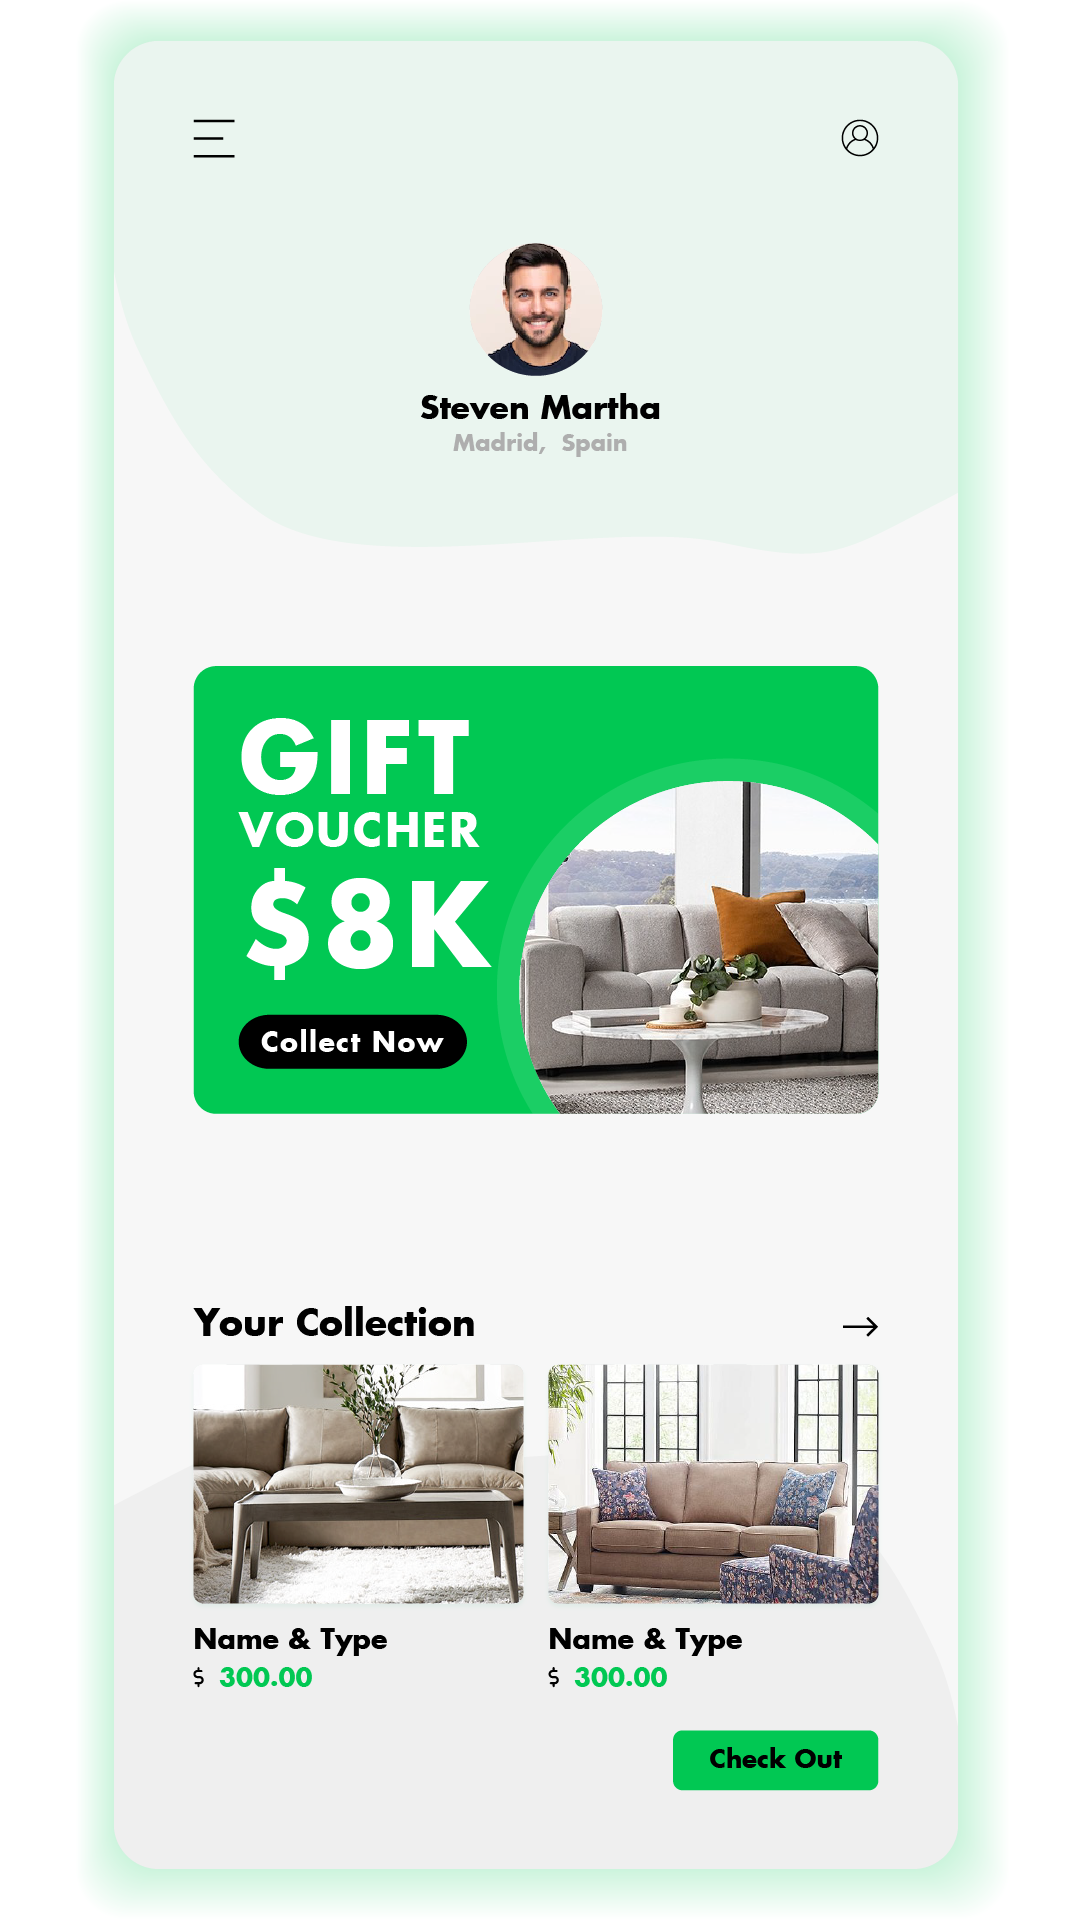 Steven Martha
Madrid, Spain
GIFT
VOUCHER
$8K
Collect Now
Your Collection
Name & Type
$ 300.00
Name & Type
$ 300.00
Check Out